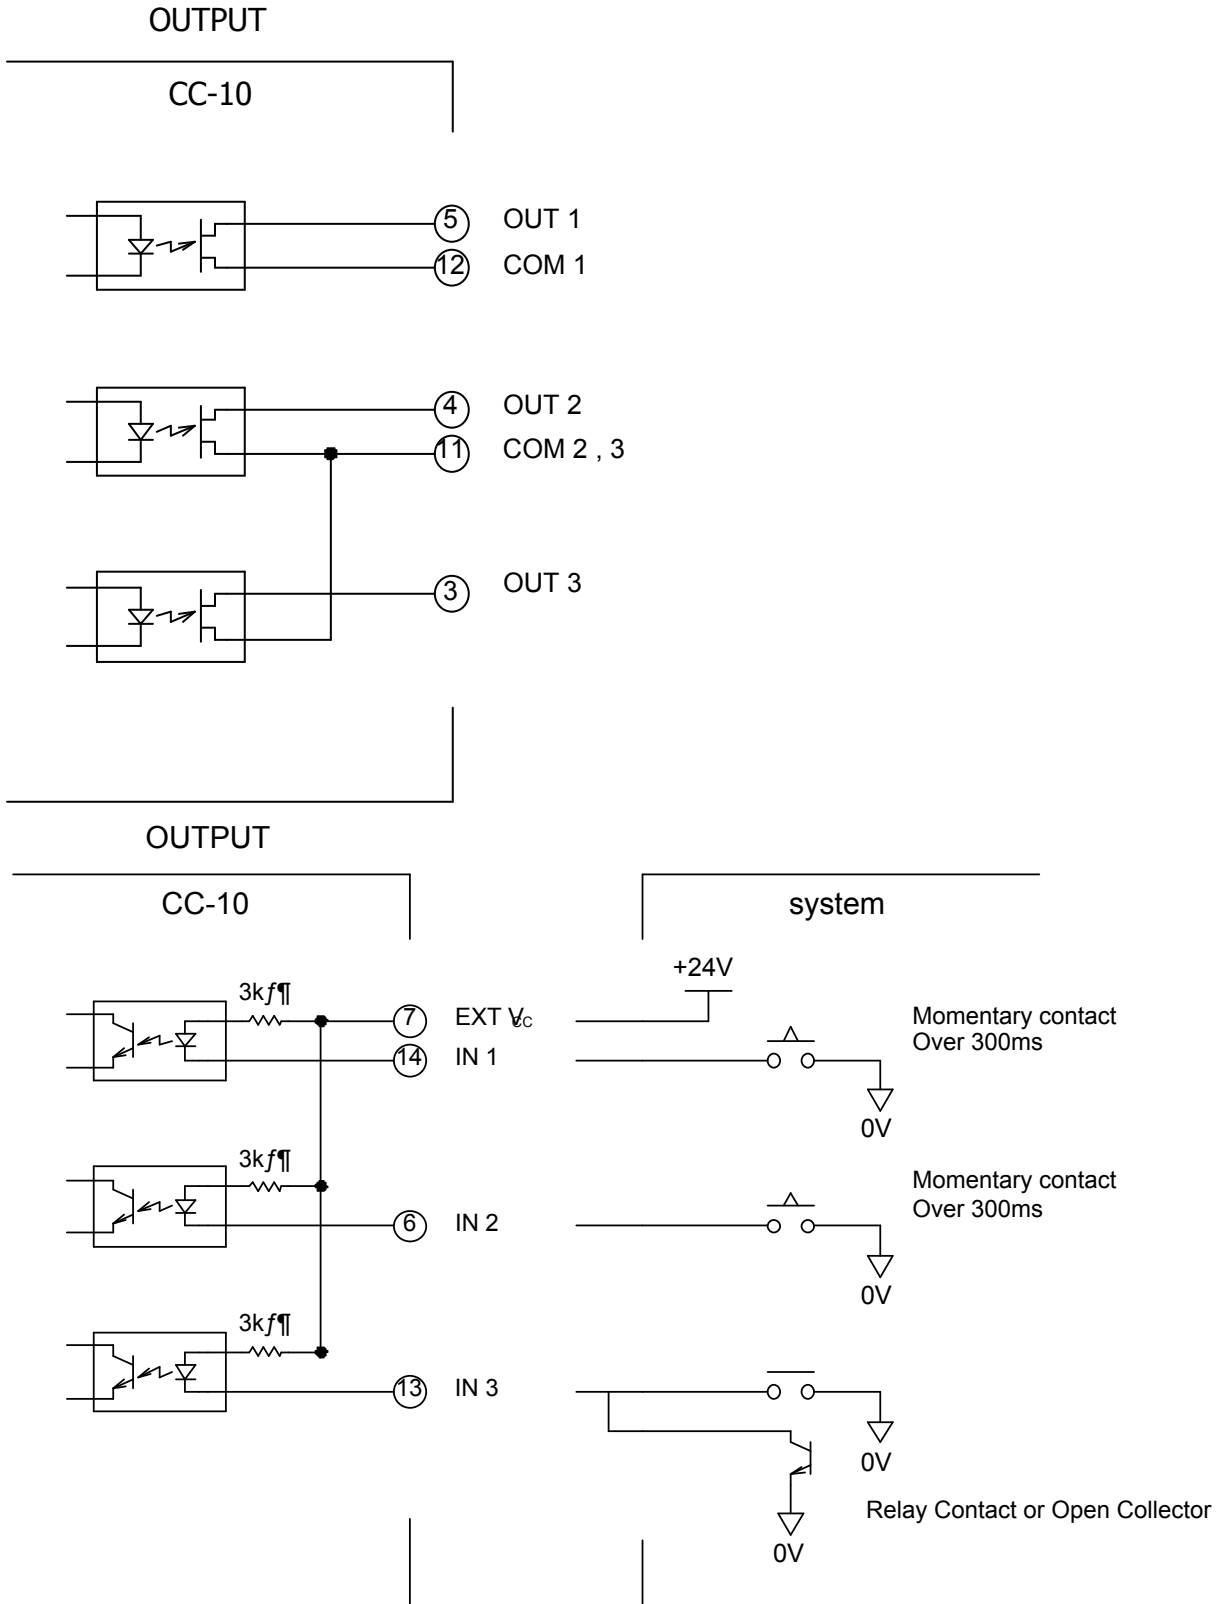 OUTPUT
CC-10
5 OUT 1
12 COM 1
4 OUT 2
11 COM 2 , 3
3 OUT 3
OUTPUT
CC-10 system
+24V
3kƒ¶
7 EXT VCC
Momentary contact
Over 300ms
14 IN 1
0V
3kƒ¶
Momentary contact
Over 300ms
6 IN 2
0V
3kƒ¶
13 IN 3
0V
Relay Contact or Open Collector
0V